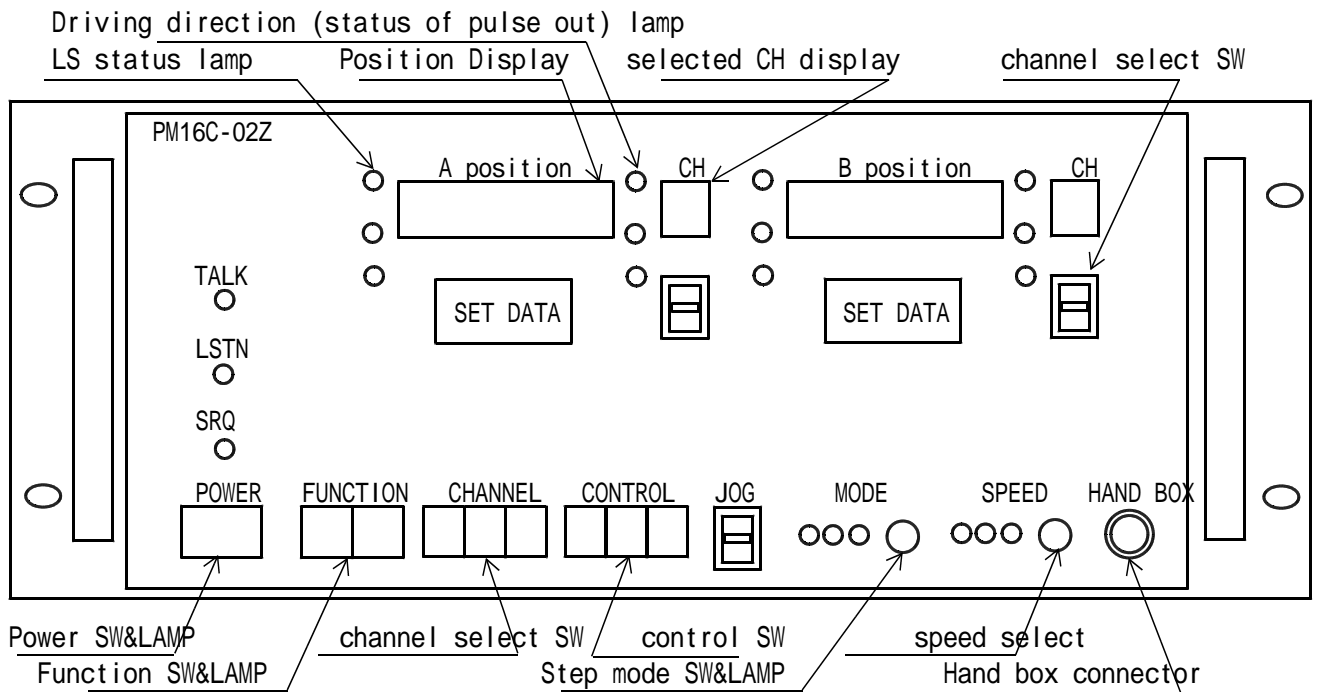 Driving direction (status of pulse out) lamp
LS status lamp Position Display selected CH display channel select SW
PM16C-02Z
A position CH B position CH
TALK
SET DATA SET DATA
LSTN
SRQ
POWER FUNCTION CHANNEL CONTROL JOG MODE SPEED HAND BOX
Power SW&LAMP channel select SW control SW speed select
Function SW&LAMP Step mode SW&LAMP Hand box connector